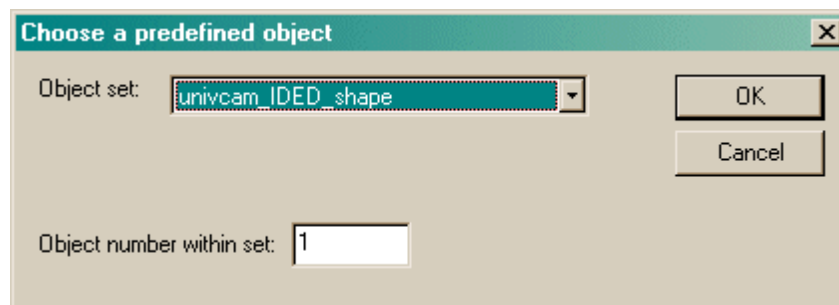 Choose a predefined object
Object set: univcam_IDED_shape
OK
Cancel
Object number within set: 1